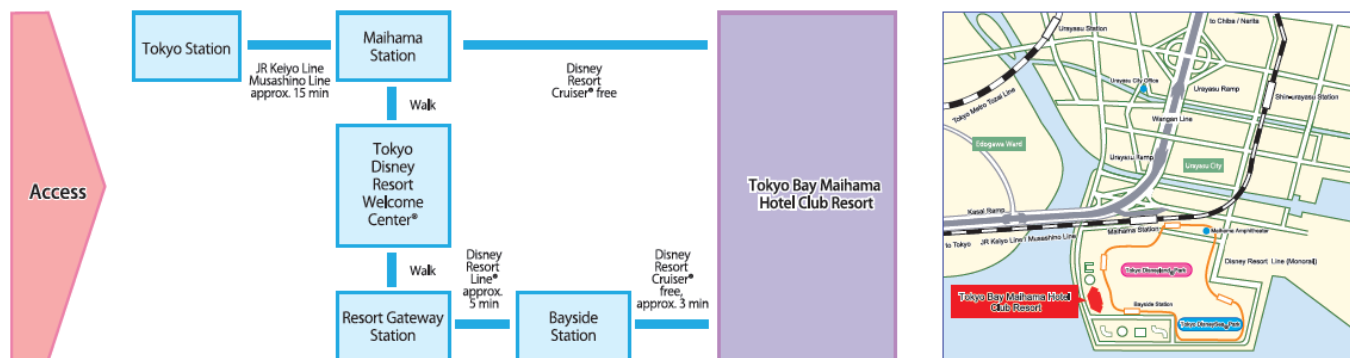 Access
Tokyo Station
JR Keiyo Line
Musashino Line
approx. 15 min
Maihama
Station
Disney
Resort
Cruiser® free
Walk
Tokyo
Disney
Resort
Welcome
Center®
Walk
Resort Gateway
Station
Disney
Resort
Line®
approx.
5 min
Bayside
Station
Disney
Resort
Cruiser®
free,
approx. 3 min
Tokyo Bay Maihama
Hotel Club Resort
to Chiba / Narita
Urayasu Station
Urayasu City Office
Urayasu Ramp
Shin-urayasu Station
Tokyo Metro Tozai Line
Wangan Line
Edogawa Ward
Urayasu Ramp
Urayasu City
Kasai Ramp
Maihama Station
Maihama Amphitheater
to Tokyo
JR Keiyo Line / Musashino Line
Disney Resort Line (Monorail)
Tokyo Disneyland® Park
Tokyo Bay Maihama Hotel
Club Resort
Bayside Station
Tokyo DisneySea® Park